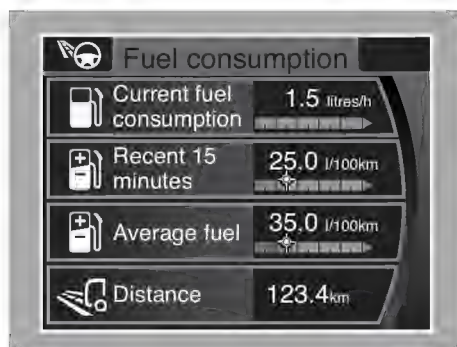 Fuel consumption
Current fuel
consumption
1.5 litres/h
Recent 15
minutes
25.0 l/100km
Average fuel
35.0 l/100km
Distance
123.4km